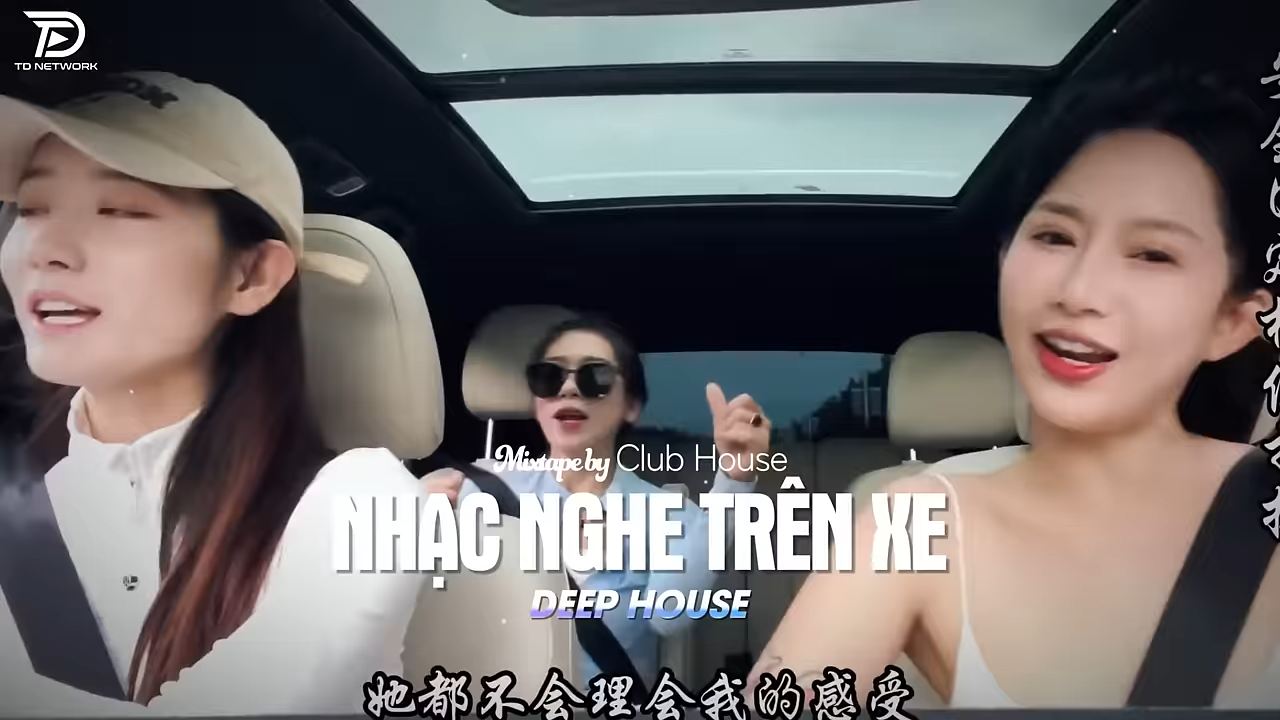 TD NETWORK
Mixtape by Club House
NHẠC NGHE TRÊN XE
DEEP HOUSE
她都不会理会我的感受